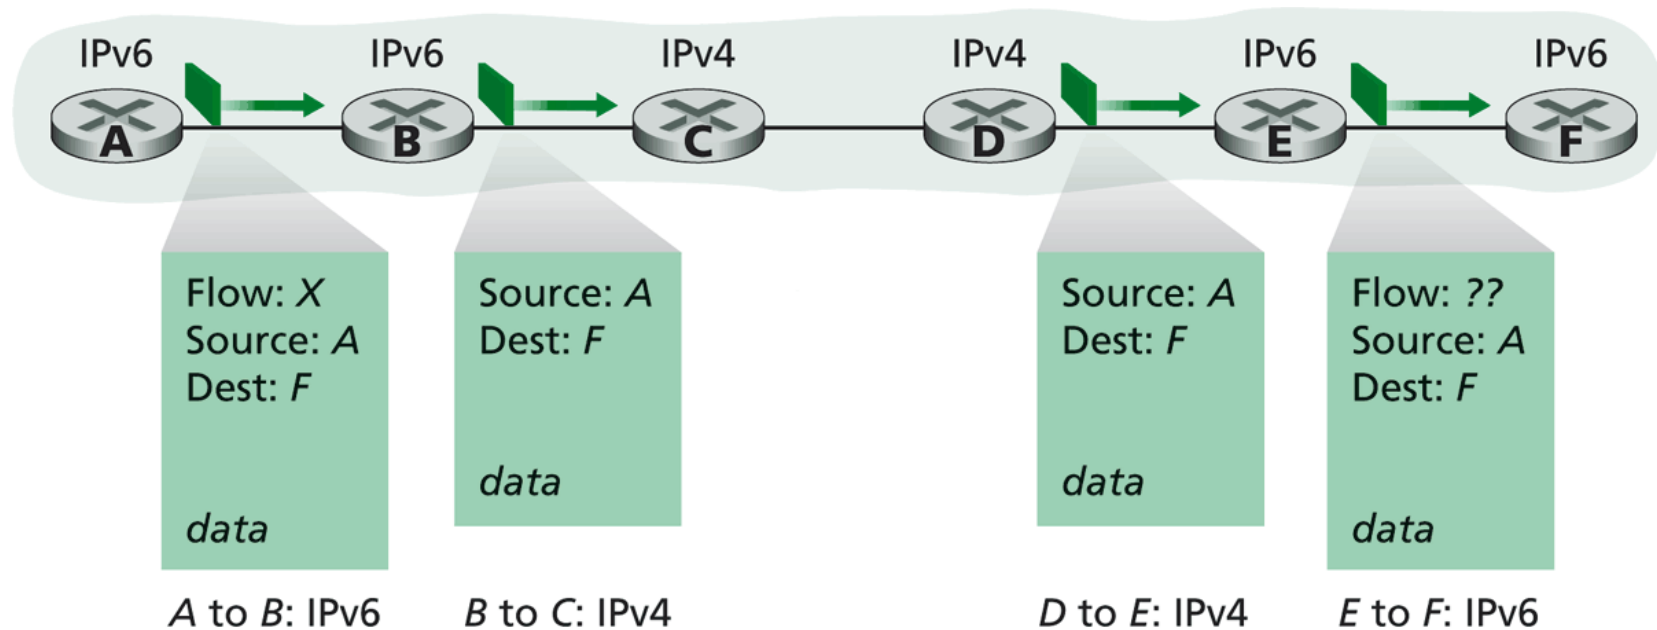 IPv6
IPv6
IPv4
IPv4
IPv6
IPv6
A
B
C
D
E
F
Flow: X
Source: A
Dest: F
data
Source: A
Dest: F
data
Source: A
Dest: F
data
Flow: ??
Source: A
Dest: F
data
A to B: IPv6
B to C: IPv4
D to E: IPv4
E to F: IPv6